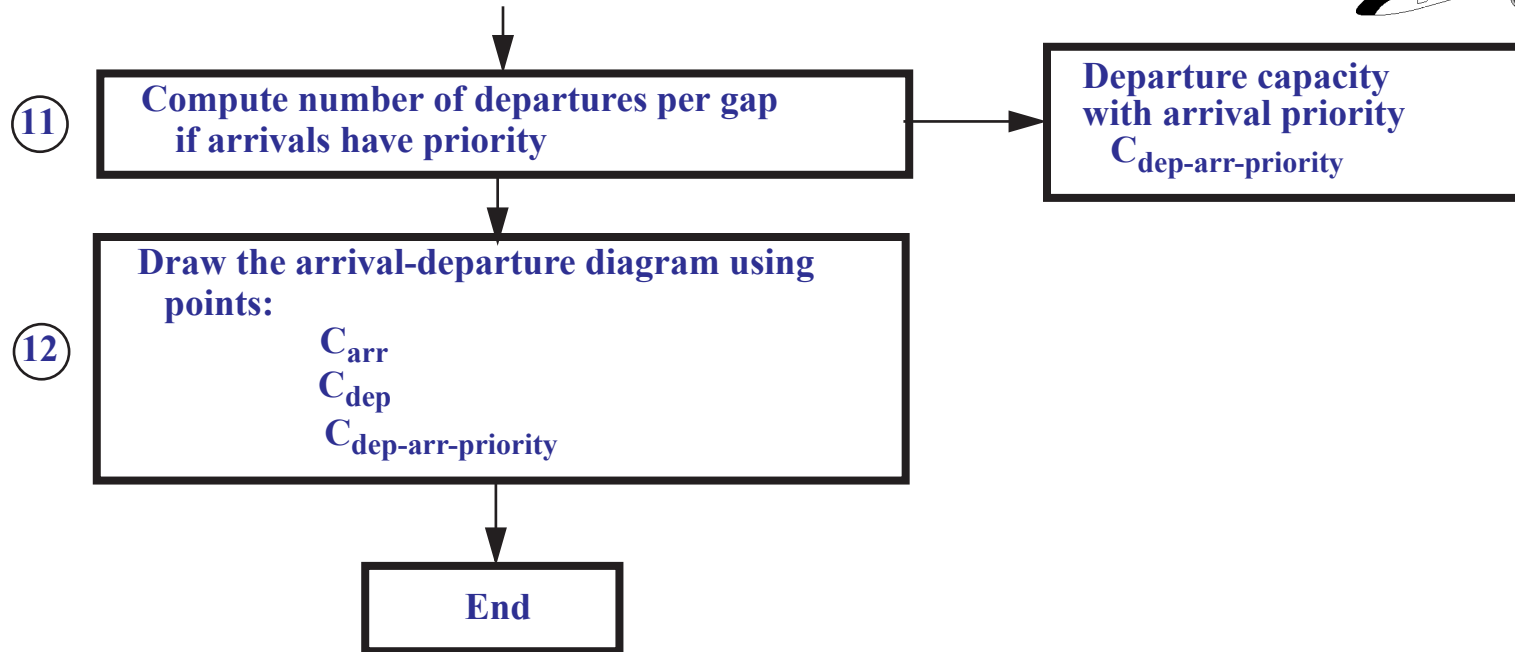 11
Compute number of departures per gap
if arrivals have priority
Departure capacity
with arrival priority
Cdep-arr-priority
12
Draw the arrival-departure diagram using
points:
Carr
Cdep
Cdep-arr-priority
End